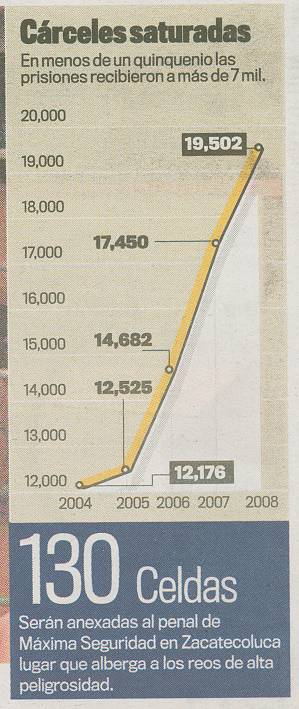 Cárceles saturadas
En menos de un quinquenio las
prisiones recibieron a más de 7 mil.
20,000
19,502
19,000
18,000
17,450
17,000
16,000
15,000
14,682
14,000
12,525
13,000
12,000
12,176
2004 2005 2006 2007 2008
130 Celdas
Serán anexadas al penal de
Máxima Seguridad en Zacatecoluca
lugar que alberga a los reos de alta
peligrosidad.